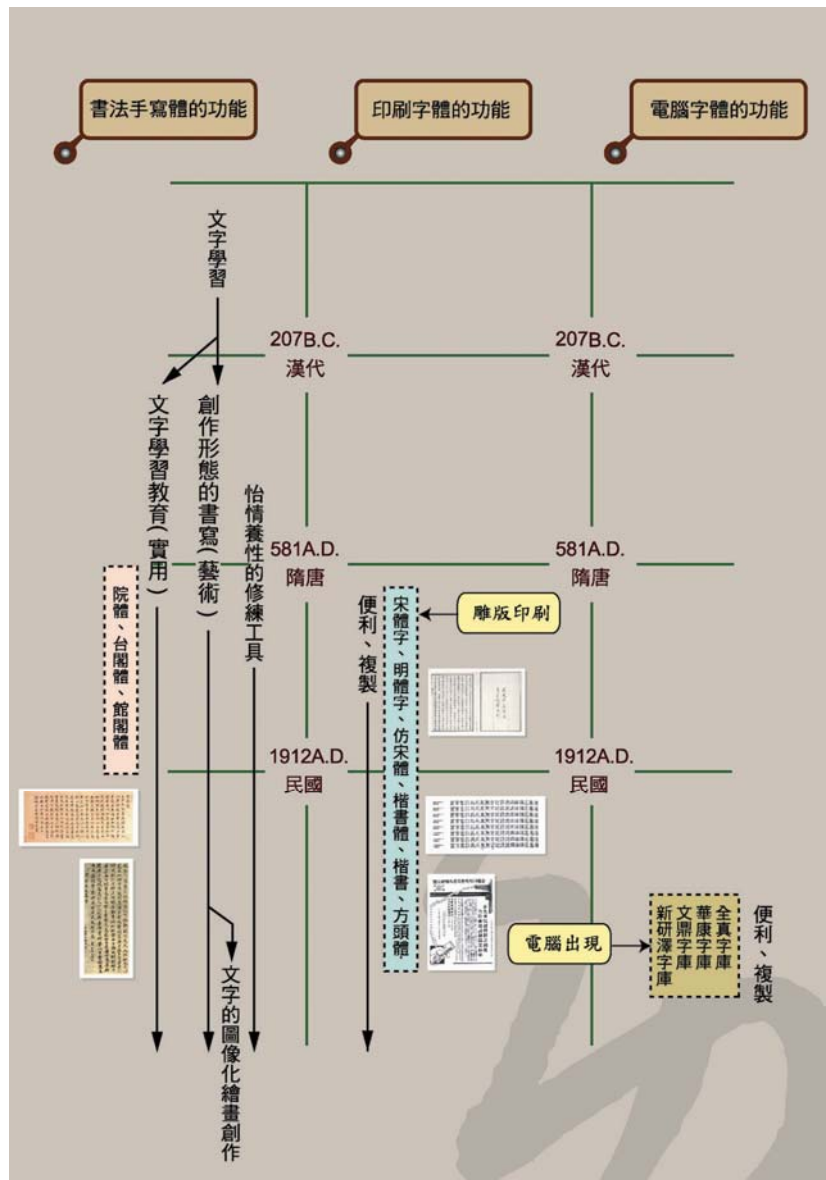 書法手寫體的功能
印刷字體的功能
電腦字體的功能
文字學習
207B.C.
漢代
207B.C.
漢代
文字學習教育(實用)
創作形態的書寫(藝術)
怡情養性的修練工具
581A.D.
隋唐
581A.D.
隋唐
院體、台閣體、館閣體
便利、複製
宋體字、明體字、仿宋體、楷書體、楷書、方頭體
雕版印刷
1912A.D.
民國
1912A.D.
民國
電腦出現
全真字庫
華康字庫
文鼎字庫
新研澤字庫
便利、複製
文字的圖像化繪畫創作